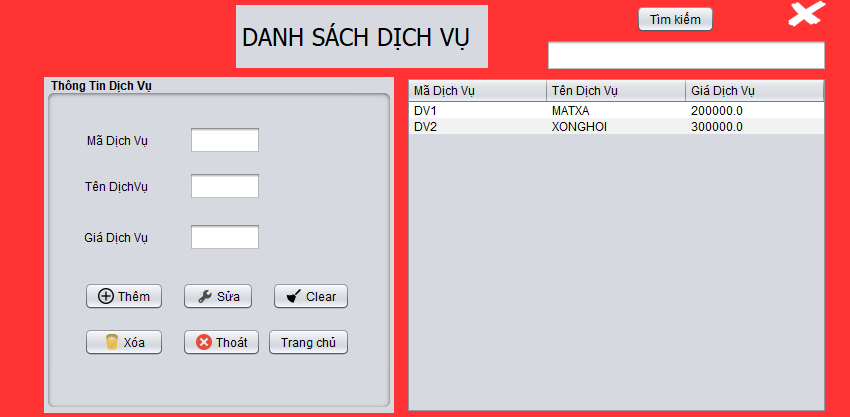 DANH SÁCH DỊCH VỤ
Tìm kiếm
Thông Tin Dịch Vụ
Mã Dịch Vụ
Tên DịchVụ
Giá Dịch Vụ
Thêm Sửa Clear
Xóa Thoát Trang chủ
Mã Dịch Vụ Tên Dịch Vụ Giá Dịch Vụ
DV1 MATXA 200000.0
DV2 XONGHOI 300000.0